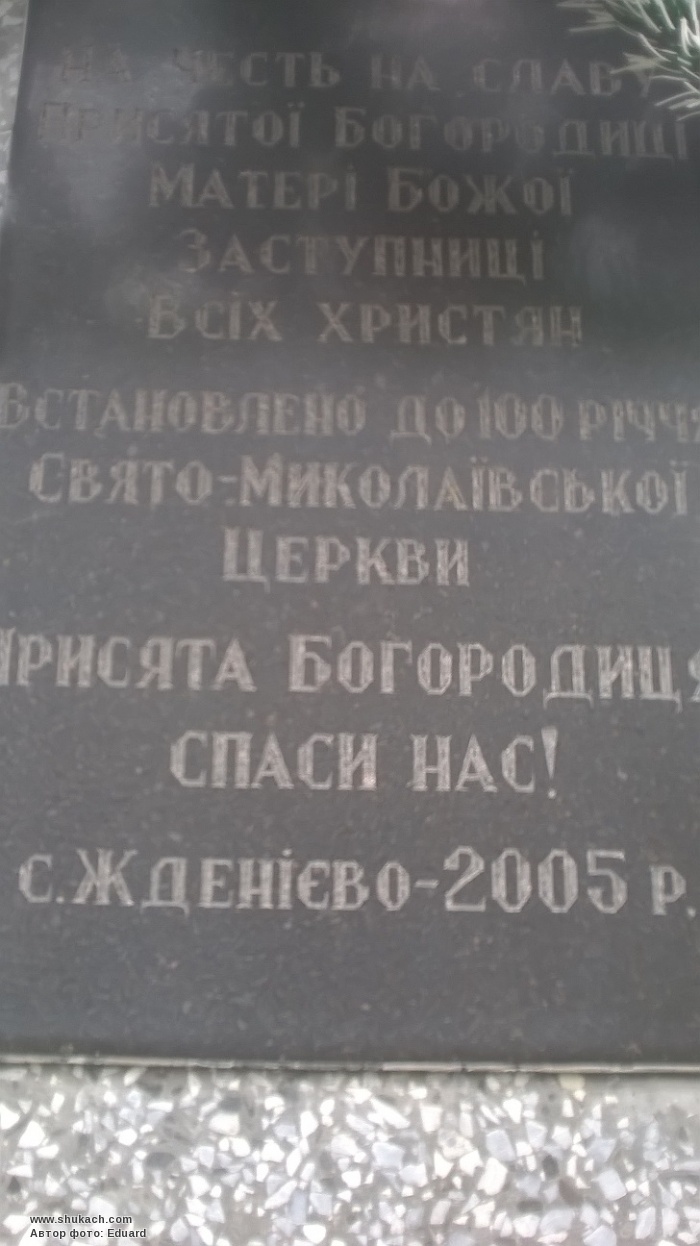 НА ЧЕСТЬ НА СЛАВУ
ПРИСЯТОЇ БОГОРОДИЦІ
МАТЕРІ БОЖОЇ
ЗАСТУПНИЦІ
ВСІХ ХРИСТЯН
ВСТАНОВЛЕНО ДО 100 РІЧЧЯ
СВЯТО-МИКОЛАЇВСЬКОЇ
ЦЕРКВИ
ПРИСЯТА БОГОРОДИЦЯ
СПАСИ НАС!
С.ЖДЕНІЄВО-2005 Р.
www.shukach.com
Автор фото: Eduard